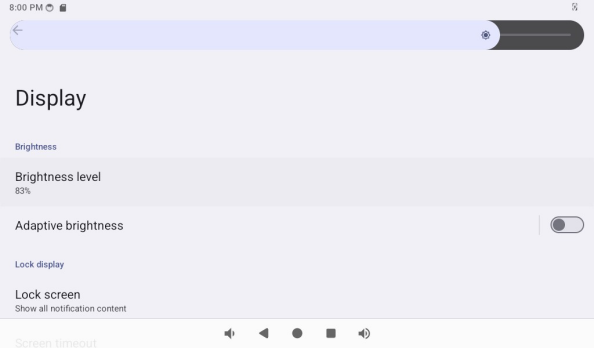 8:00 PM
Display
Brightness
Brightness level
83%
Adaptive brightness
Lock display
Lock screen
Show all notification content
Screen timeout